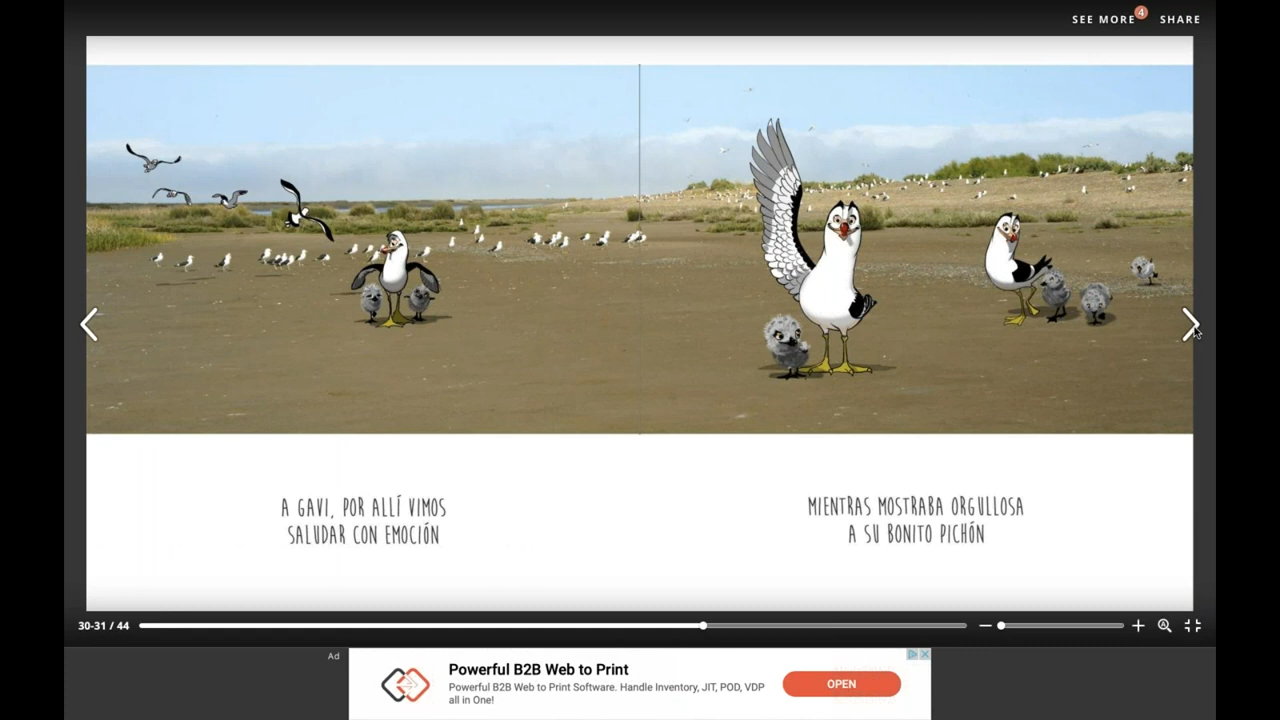 SEE MORE 4 SHARE
A GAVI, POR ALLÍ VIMOS
SALUDAR CON EMOCIÓN
MIENTRAS MOSTRABA ORGULLOSA
A SU BONITO PICHÓN
30-31 / 44
Ad
Powerful B2B Web to Print
Powerful B2B Web to Print Software. Handle Inventory, JIT, POD, VDP
all in One!
OPEN